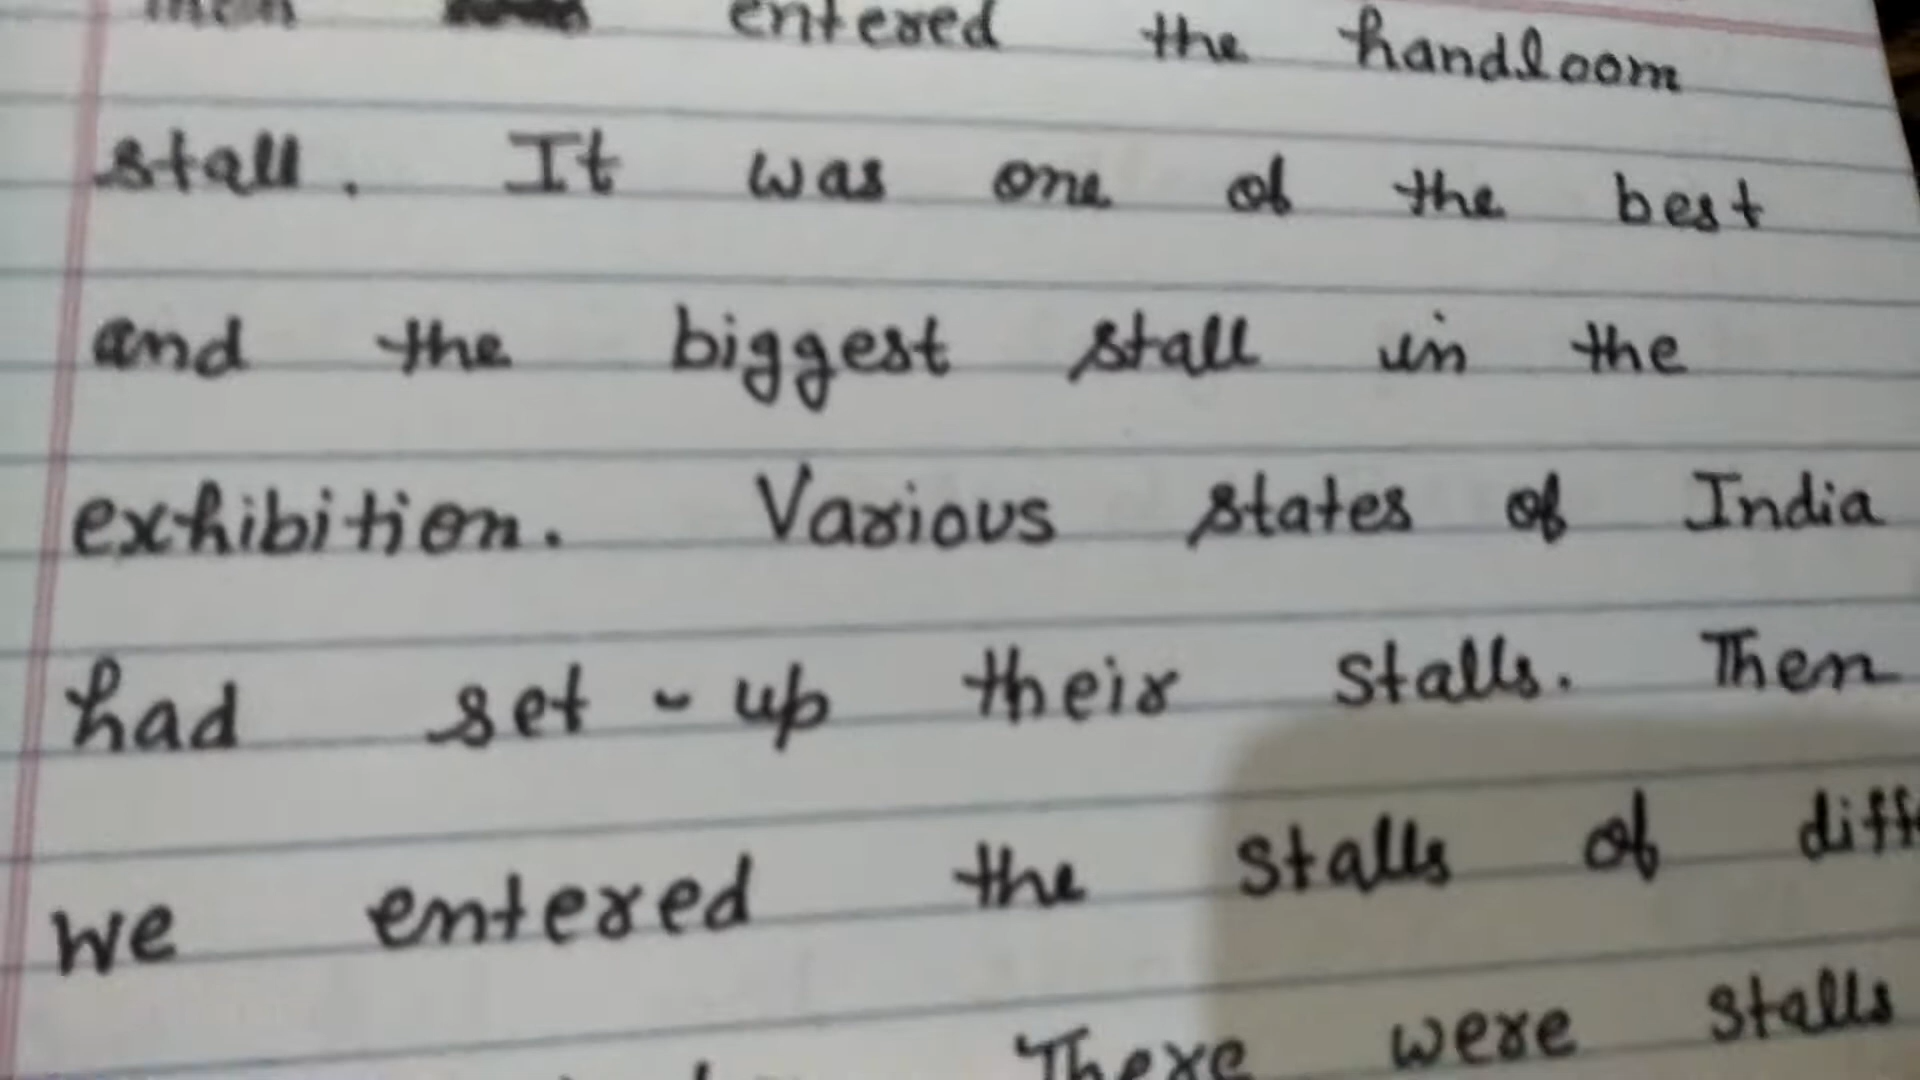 entered the handloom
stall. It was one of the best
and the biggest stall in the
exhibition. Various states of India
had set-up their stalls. Then
we entered the stalls of diff
There were stalls